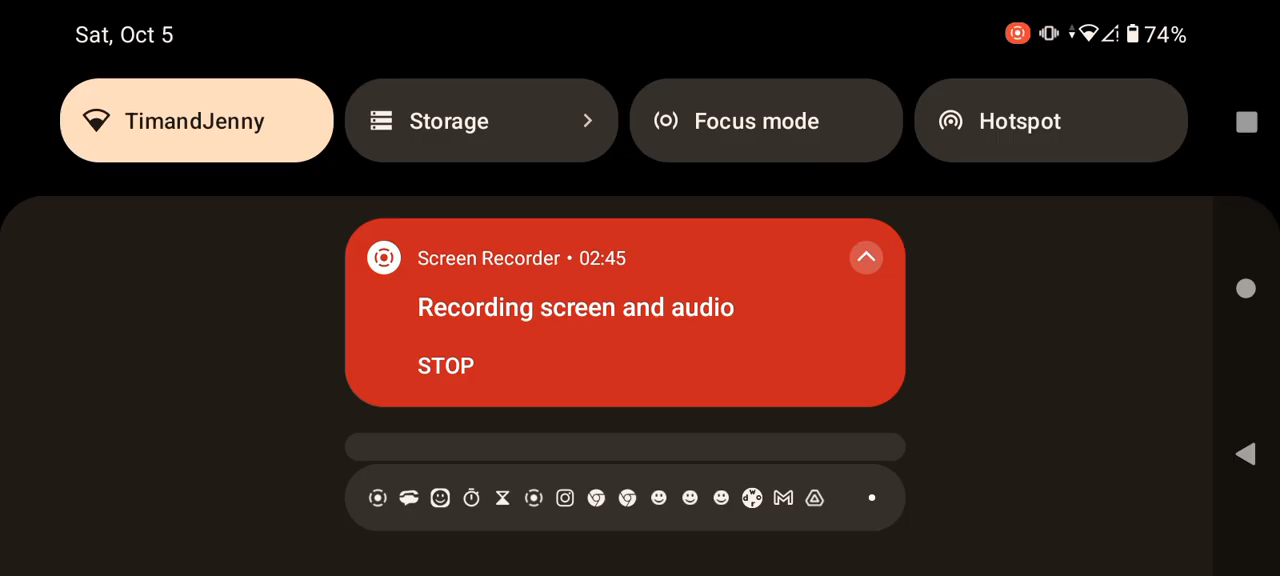 Sat, Oct 5
74%
TimandJenny
Storage
Focus mode
Hotspot
Screen Recorder • 02:45
Recording screen and audio
STOP